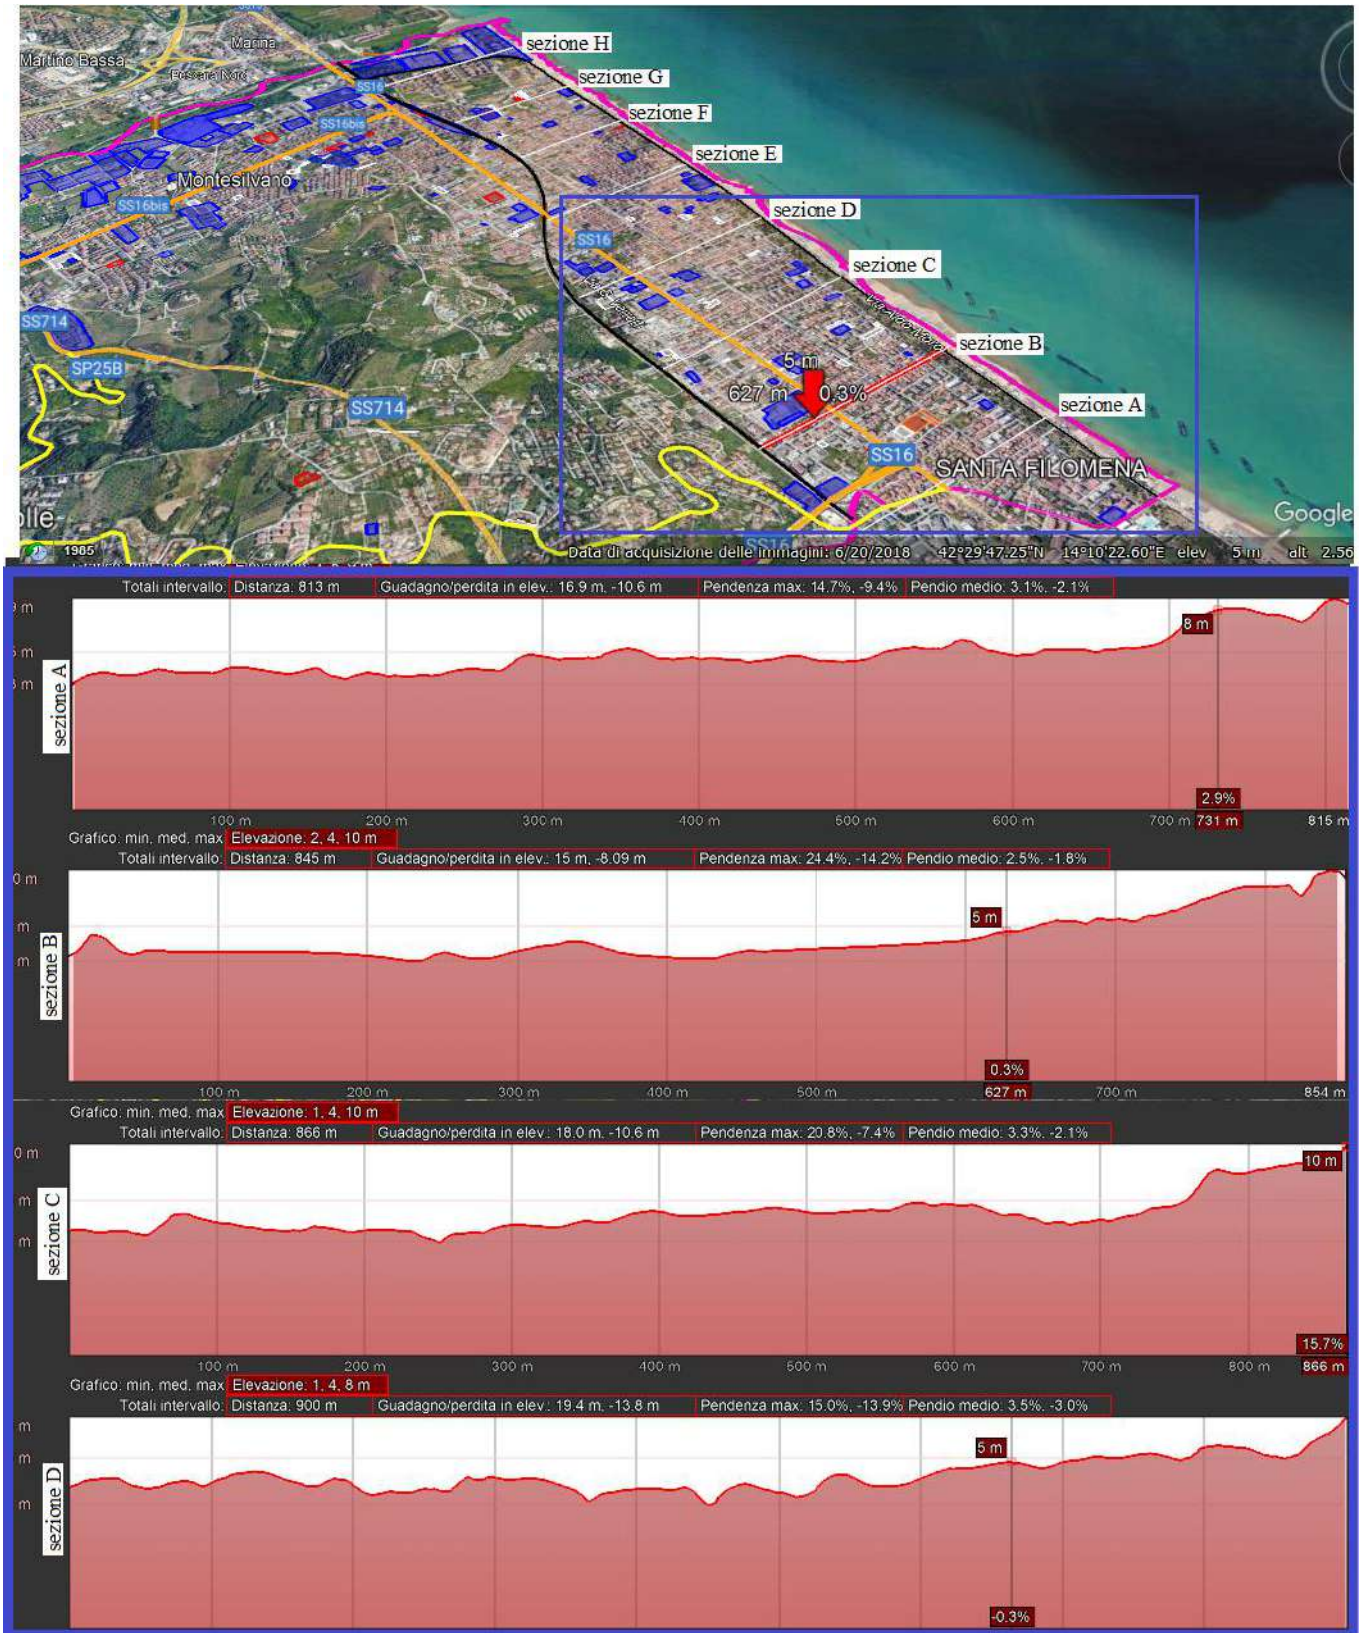 Marina
sezione H
Martino Bassa
Pescara Nord
sezione G
SS16
sezione F
SS16bis
sezione E
Montesilvano
SS16bis
sezione D
SS16
sezione C
SS714
sezione B
5 m
SP25B
627 m 0.3%
SS714
sezione A
SS16
SANTA FILOMENA
olle
Google
SS16
1985
Data di acquisizione delle immagini: 6/20/2018 42°29'47.25"N 14°10'22.60"E elev 5 m alt 2.56
Totali intervallo: Distanza: 813 m Guadagno/perdita in elev.: 16.9 m, -10.6 m Pendenza max: 14.7%, -9.4% Pendio medio: 3.1%, -2.1%
9 m
8 m
m
m
sezione A
2.9%
100 m 200 m 300 m 400 m 500 m 600 m 700 m 731 m 815 m
Grafico: min, med, max Elevazione: 2, 4, 10 m
Totali intervallo: Distanza: 845 m Guadagno/perdita in elev.: 15 m, -8.09 m Pendenza max: 24.4%, -14.2% Pendio medio: 2.5%, -1.8%
0 m
5 m
m
m
sezione B
0.3%
100 m 200 m 300 m 400 m 500 m 627 m 700 m 854 m
Grafico: min, med, max Elevazione: 1, 4, 10 m
Totali intervallo: Distanza: 866 m Guadagno/perdita in elev.: 18.0 m, -10.6 m Pendenza max: 20.8%, -7.4% Pendio medio: 3.3%, -2.1%
0 m
10 m
m
m
sezione C
15.7%
100 m 200 m 300 m 400 m 500 m 600 m 700 m 800 m 866 m
Grafico: min, med, max Elevazione: 1, 4, 8 m
Totali intervallo: Distanza: 900 m Guadagno/perdita in elev.: 19.4 m, -13.8 m Pendenza max: 15.0%, -13.9% Pendio medio: 3.5%, -3.0%
m
5 m
m
m
sezione D
-0.3%